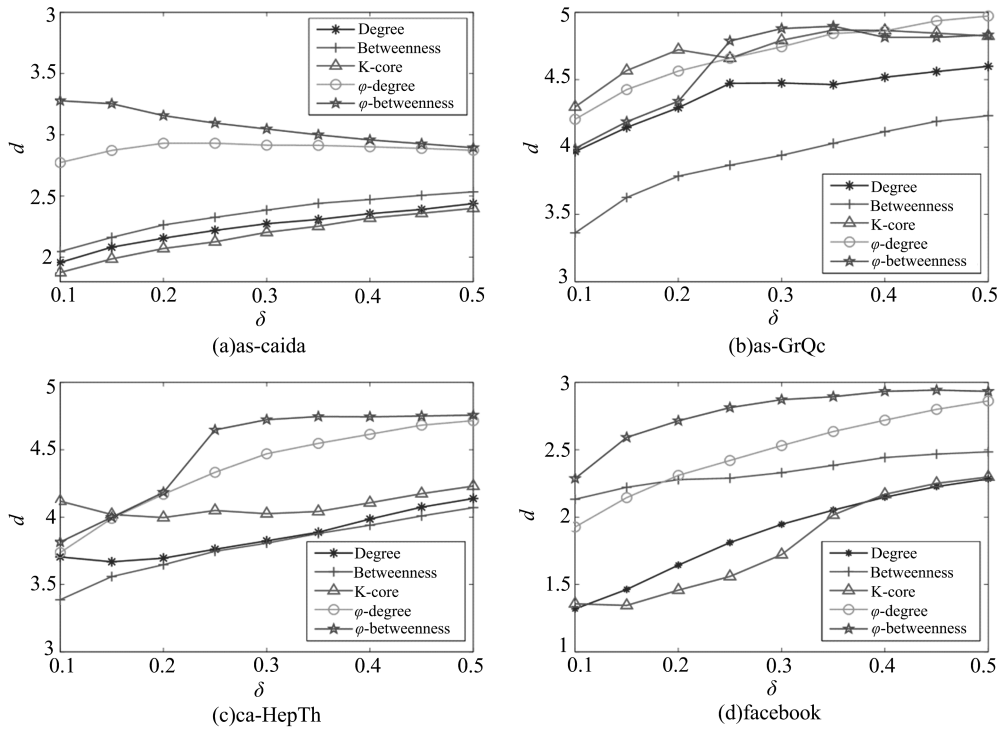 3
3.5
3
2.5
2
d
Degree
Betweenness
K-core
φ-degree
φ-betweenness
0.1 0.2 0.3 0.4 0.5
δ
(a)as-caida
5
4.5
4
3.5
3
d
Degree
Betweenness
K-core
φ-degree
φ-betweenness
0.1 0.2 0.3 0.4 0.5
δ
(b)as-GrQc
5
4.5
4
3.5
3
d
Degree
Betweenness
K-core
φ-degree
φ-betweenness
0.1 0.2 0.3 0.4 0.5
δ
(c)ca-HepTh
3
2.5
2
1.5
1
d
Degree
Betweenness
K-core
φ-degree
φ-betweenness
0.1 0.2 0.3 0.4 0.5
δ
(d)facebook